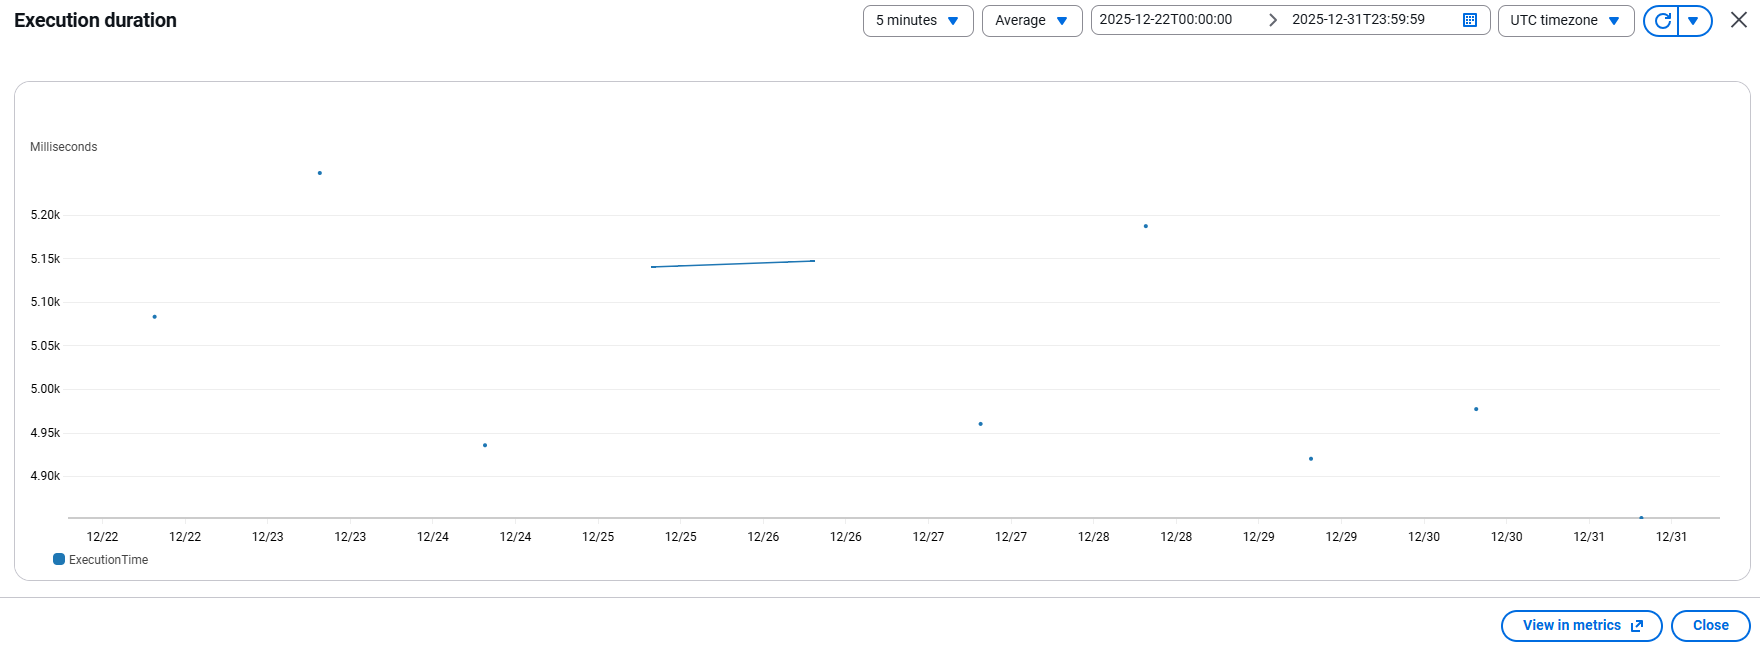 Execution duration
5 minutes
Average
2025-12-22T00:00:00
2025-12-31T23:59:59
UTC timezone
Milliseconds
5.20k
5.15k
5.10k
5.05k
5.00k
4.95k
4.90k
12/22 12/22 12/23 12/23 12/24 12/24 12/25 12/25 12/26 12/26 12/27 12/27 12/28 12/28 12/29 12/29 12/30 12/30 12/31 12/31
ExecutionTime
View in metrics
Close